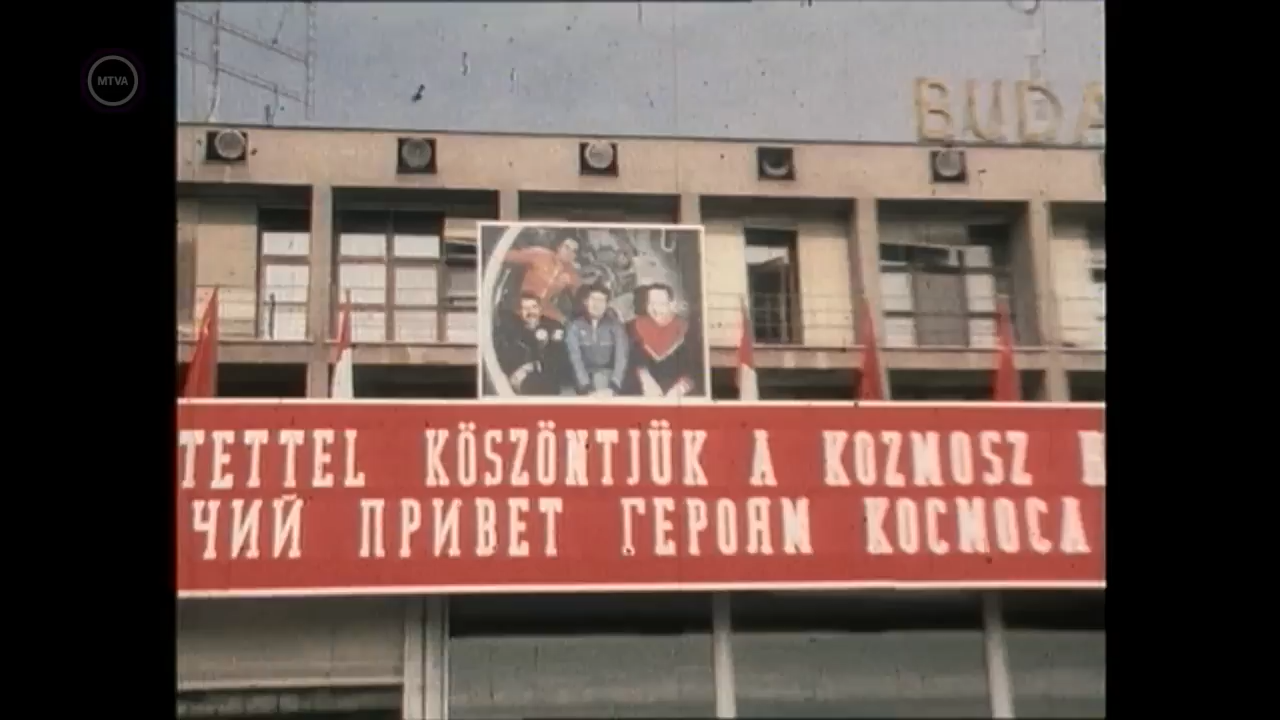 MTVA
BUDA
TETTEL KÖSZÖNTJÜK A KOZMOSZ
ЧИЙ ПРИВЕТ ГЕРОЯМ КОСМОСА